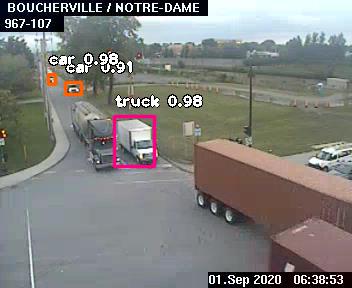 BOUCHERVILLE / NOTRE-DAME
967-107
car 0.98
car 0.91
truck 0.98
01.Sep 2020 06:38:53